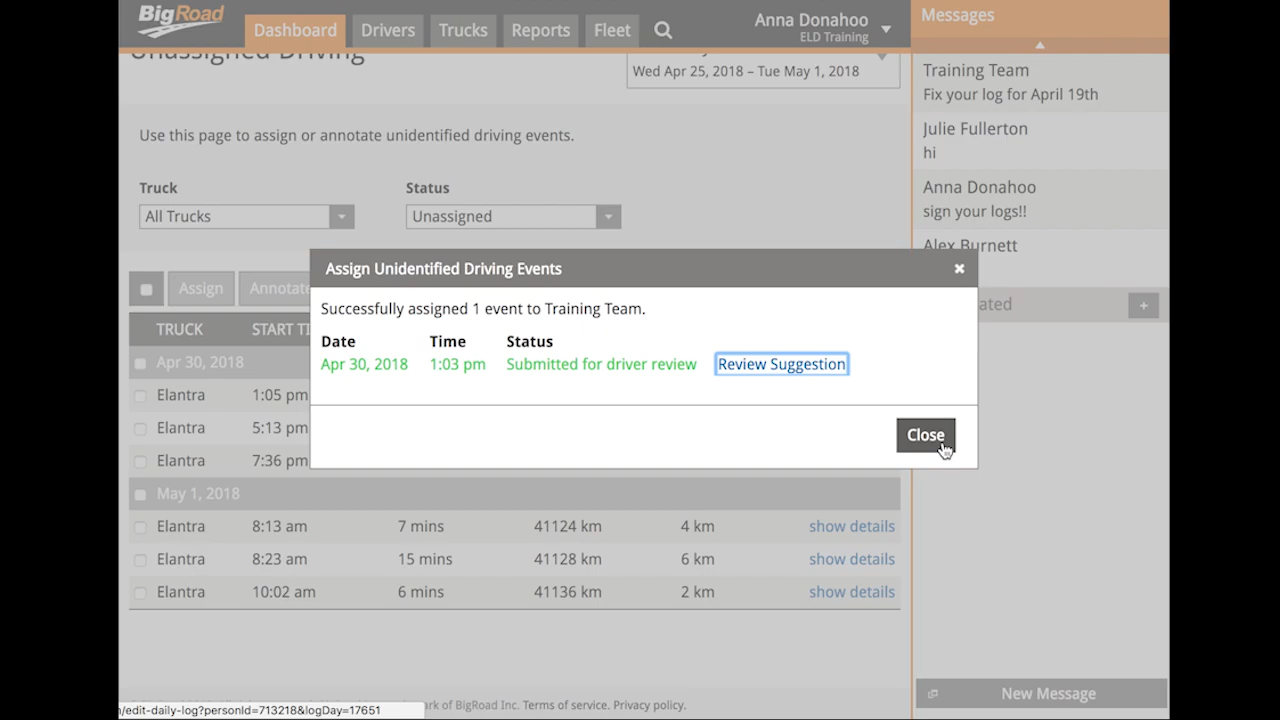 BigRoad
Dashboard
Drivers
Trucks
Reports
Fleet
Anna Donahoo
ELD Training
Messages
Unassigned Driving
Wed Apr 25, 2018 – Tue May 1, 2018
Use this page to assign or annotate unidentified driving events.
Truck
Status
All Trucks
Unassigned
Training Team
Fix your log for April 19th
Julie Fullerton
hi
Anna Donahoo
sign your logs!!
Alex Burnett
+
Assign
Annotate
Assign Unidentified Driving Events
Successfully assigned 1 event to Training Team.
Date Time Status
Apr 30, 2018 1:03 pm Submitted for driver review Review Suggestion
Close
TRUCK START TI
Apr 30, 2018
Elantra 1:05 pm
Elantra 5:13 pm
Elantra 7:36 pm
May 1, 2018
Elantra 8:13 am 7 mins 41124 km 4 km show details
Elantra 8:23 am 15 mins 41128 km 6 km show details
Elantra 10:02 am 6 mins 41136 km 2 km show details
New Message
rk of BigRoad Inc. Terms of service. Privacy policy.
/edit-daily-log?personId=713218&logDay=17651